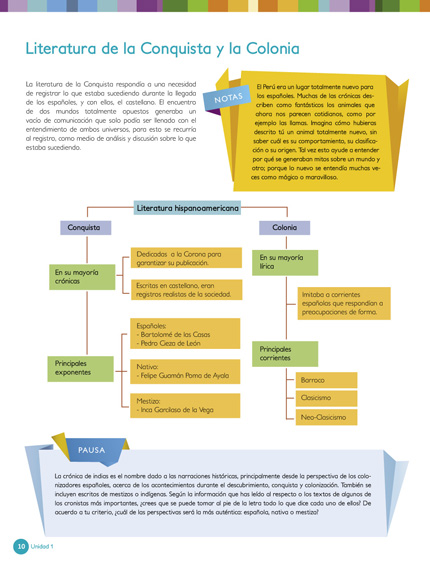 Literatura de la Conquista y la Colonia
La literatura de la Conquista respondía a una necesidad
de registrar lo que estaba sucediendo durante la llegada
de los españoles, y con ellos, el castellano. El encuentro
de dos mundos totalmente opuestos generaba un
vacío de comunicación que solo podía ser llenado con el
entendimiento de ambos universos, para esto se recurría
al registro, como medio de análisis y discusión sobre lo que
estaba sucediendo.
NOTAS
El Perú era un lugar totalmente nuevo para
los españoles. Muchas de las crónicas des-
criben como fantásticos los animales que
ahora nos parecen cotidianos, como por
ejemplo las llamas. Imagina cómo hubieras
descrito tú un animal totalmente nuevo, sin
saber cuál es su comportamiento, su clasifica-
ción o su origen. Tal vez esto ayude a entender
por qué se generaban mitos sobre un mundo y
otro; porque lo nuevo se entendía muchas ve-
ces como mágico o maravilloso.
Literatura hispanoamericana
Conquista
Colonia
En su mayoría
crónicas
Dedicadas a la Corona para
garantizar su publicación.
Escritas en castellano, eran
registros realistas de la sociedad.
En su mayoría
lírica
Imitaba a corrientes
españolas que respondían a
preocupaciones de forma.
Principales
exponentes
Españoles:
- Bartolomé de las Casas
- Pedro Cieza de León
Nativo:
- Felipe Guamán Poma de Ayala
Mestizo:
- Inca Garcilaso de la Vega
Principales
corrientes
Barroco
Clasicismo
Neo-Clasicismo
PAUSA
La crónica de indias es el nombre dado a las narraciones históricas, principalmente desde la perspectiva de los colo-
nizadores españoles, acerca de los acontecimientos durante el descubrimiento, conquista y colonización. También se
incluyen escritos de mestizos o indígenas. Según la información que has leído al respecto o los textos de algunos de
los cronistas más importantes, ¿crees que se puede tomar al pie de la letra todo lo que dice cada uno de ellos? De
acuerdo a tu criterio, ¿cuál de las perspectivas será la más auténtica: española, nativa o mestiza?
10 Unidad 1